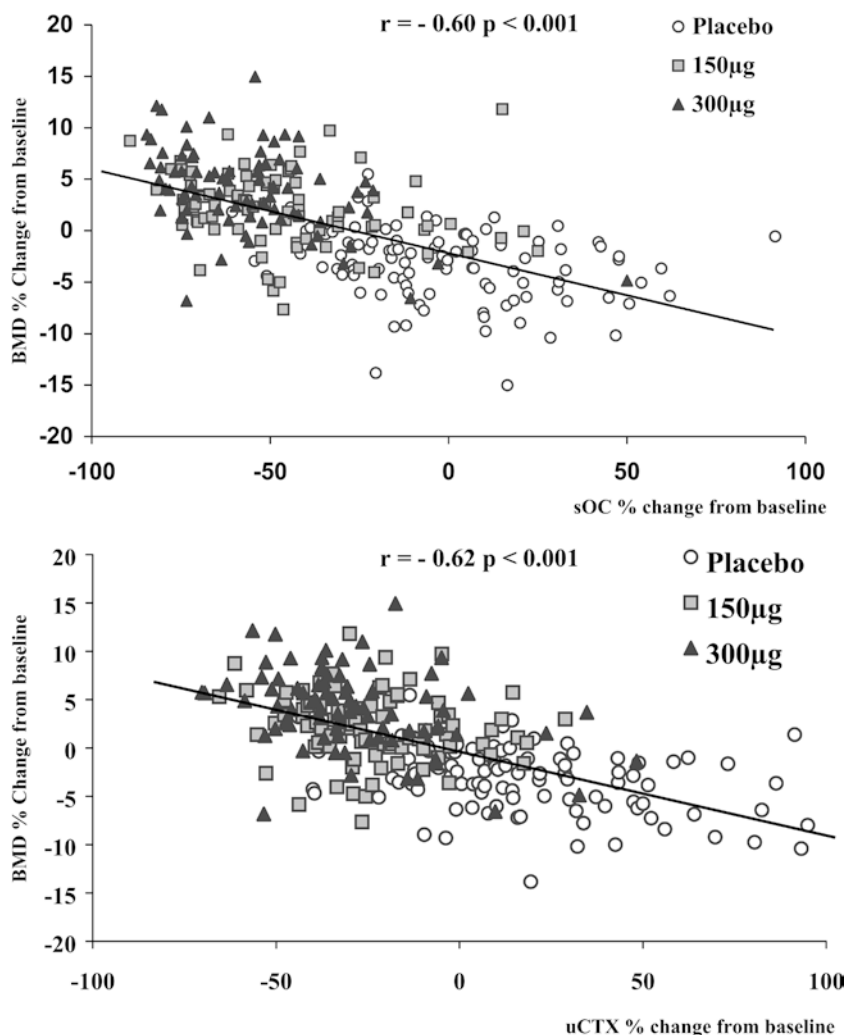 r = - 0.60 p < 0.001
Placebo
150µg
300µg
BMD % Change from baseline
20
15
10
5
0
-5
-10
-15
-20
-100
-50
0
50
100
sOC % change from baseline
r = - 0.62 p < 0.001
Placebo
150µg
300µg
BMD % Change from baseline
20
15
10
5
0
-5
-10
-15
-20
-100
-50
0
50
100
uCTX % change from baseline